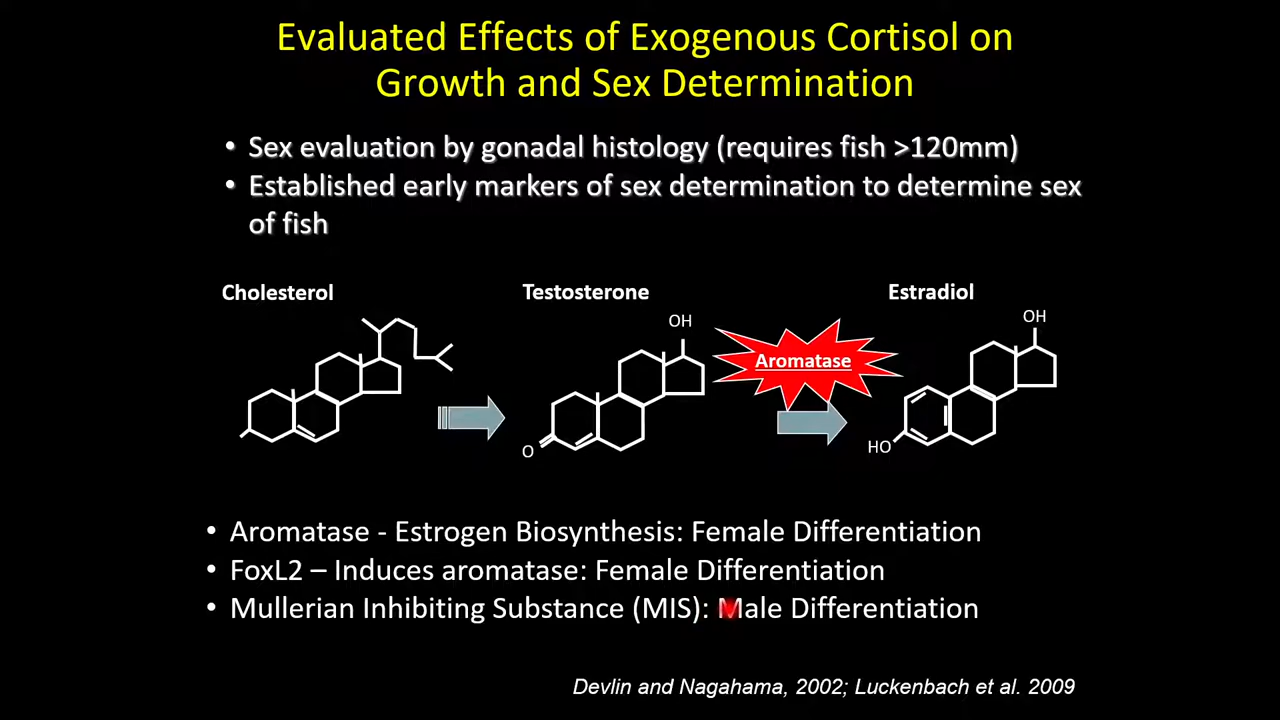 Evaluated Effects of Exogenous Cortisol on
Growth and Sex Determination
• Sex evaluation by gonadal histology (requires fish >120mm)
• Established early markers of sex determination to determine sex
of fish
Cholesterol
Testosterone
Estradiol
OH
OH
Aromatase
O
HO
• Aromatase - Estrogen Biosynthesis: Female Differentiation
• FoxL2 – Induces aromatase: Female Differentiation
• Mullerian Inhibiting Substance (MIS): Male Differentiation
Devlin and Nagahama, 2002; Luckenbach et al. 2009